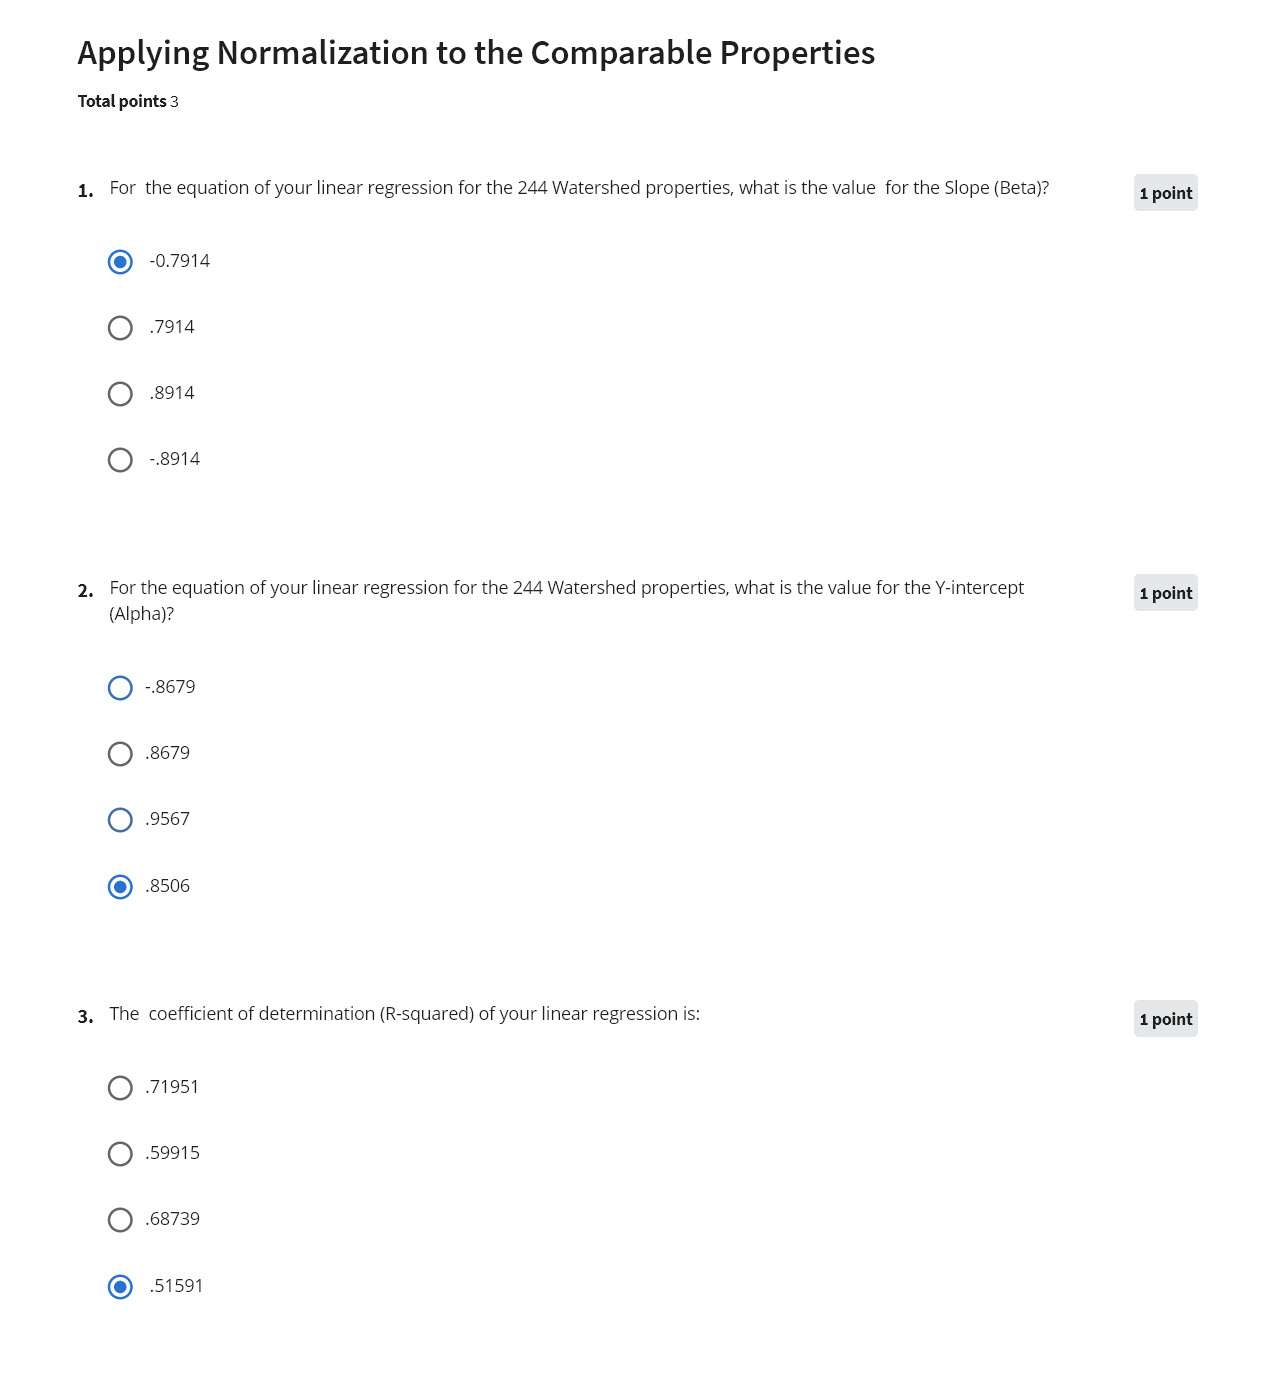 Applying Normalization to the Comparable Properties
Total points 3
1. For the equation of your linear regression for the 244 Watershed properties, what is the value for the Slope (Beta)?
1 point
-0.7914
.7914
.8914
-.8914
2. For the equation of your linear regression for the 244 Watershed properties, what is the value for the Y-intercept
(Alpha)?
1 point
-.8679
.8679
.9567
.8506
3. The coefficient of determination (R-squared) of your linear regression is:
1 point
.71951
.59915
.68739
.51591